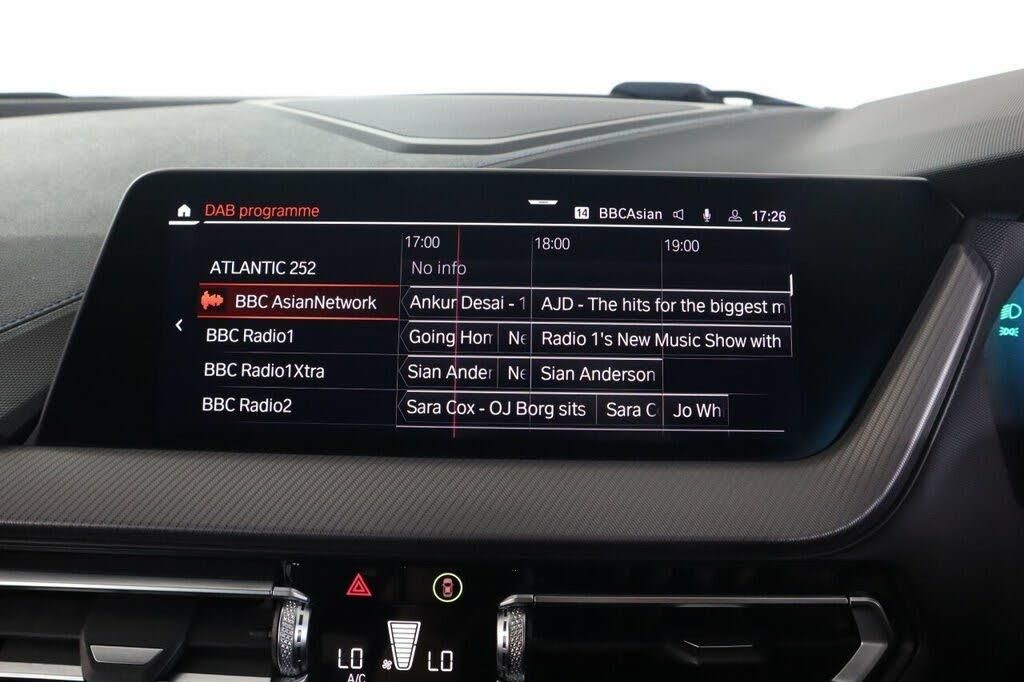 DAB programme
14 BBCAsian 17:26
17:00 18:00 19:00
ATLANTIC 252 No info
BBC AsianNetwork Ankur Desai - 1 AJD - The hits for the biggest m
BBC Radio1 Going Hom Ne Radio 1's New Music Show with
BBC Radio1Xtra Sian Ander Ne Sian Anderson
BBC Radio2 Sara Cox - OJ Borg sits Sara C Jo Wh
LO LO
A/C